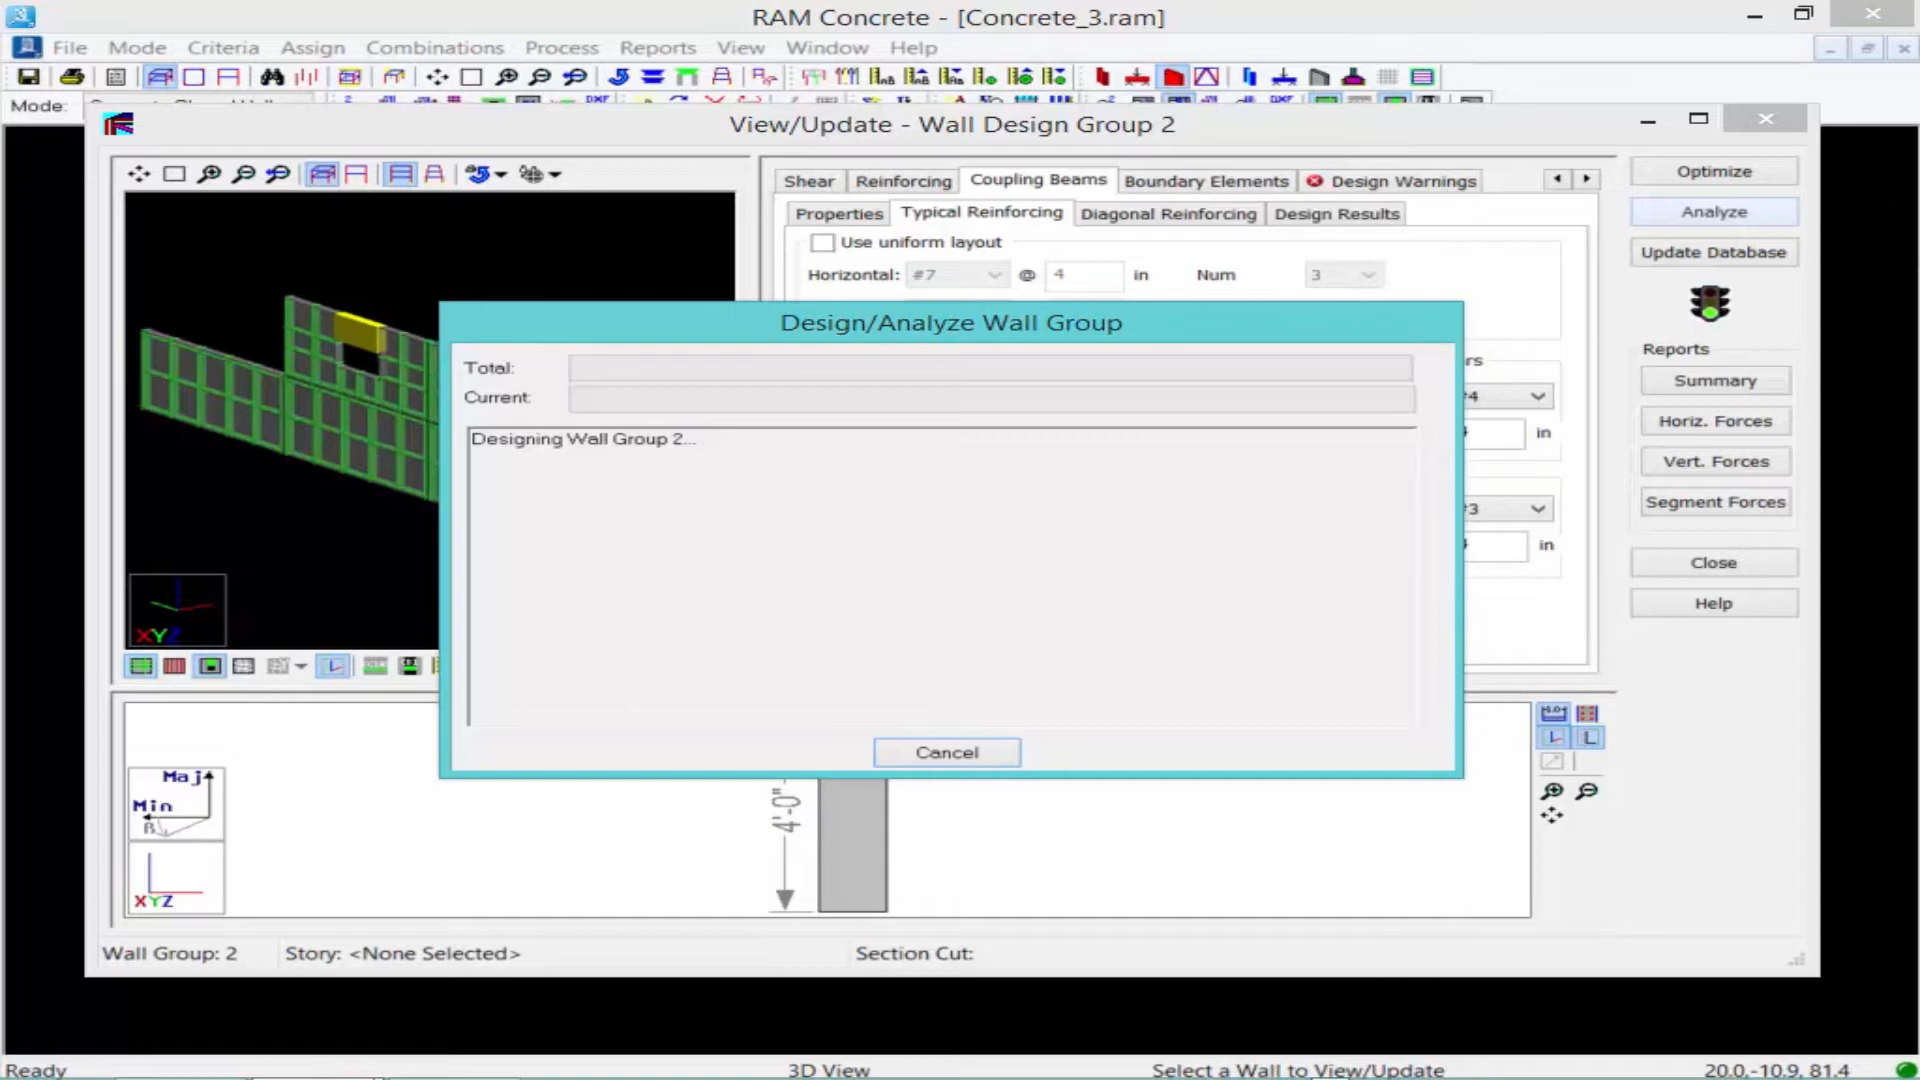 RAM Concrete - [Concrete_3.ram]
File Mode Criteria Assign Combinations Process Reports View Window Help
Mode:
View/Update - Wall Design Group 2
Shear Reinforcing Coupling Beams Boundary Elements Design Warnings
Properties Typical Reinforcing Diagonal Reinforcing Design Results
Use uniform layout
Horizontal: #7 @ 4 in Num 3
Optimize
Analyze
Update Database
Reports
Summary
Horiz. Forces
Vert. Forces
Segment Forces
Close
Help
Design/Analyze Wall Group
Total:
Current:
Designing Wall Group 2...
Cancel
in
in
XYZ
Maj
Min
B
XYZ
4'-0"
Wall Group: 2 Story: <None Selected> Section Cut:
Ready 3D View Select a Wall to View/Update 20.0,-10.9, 81.4